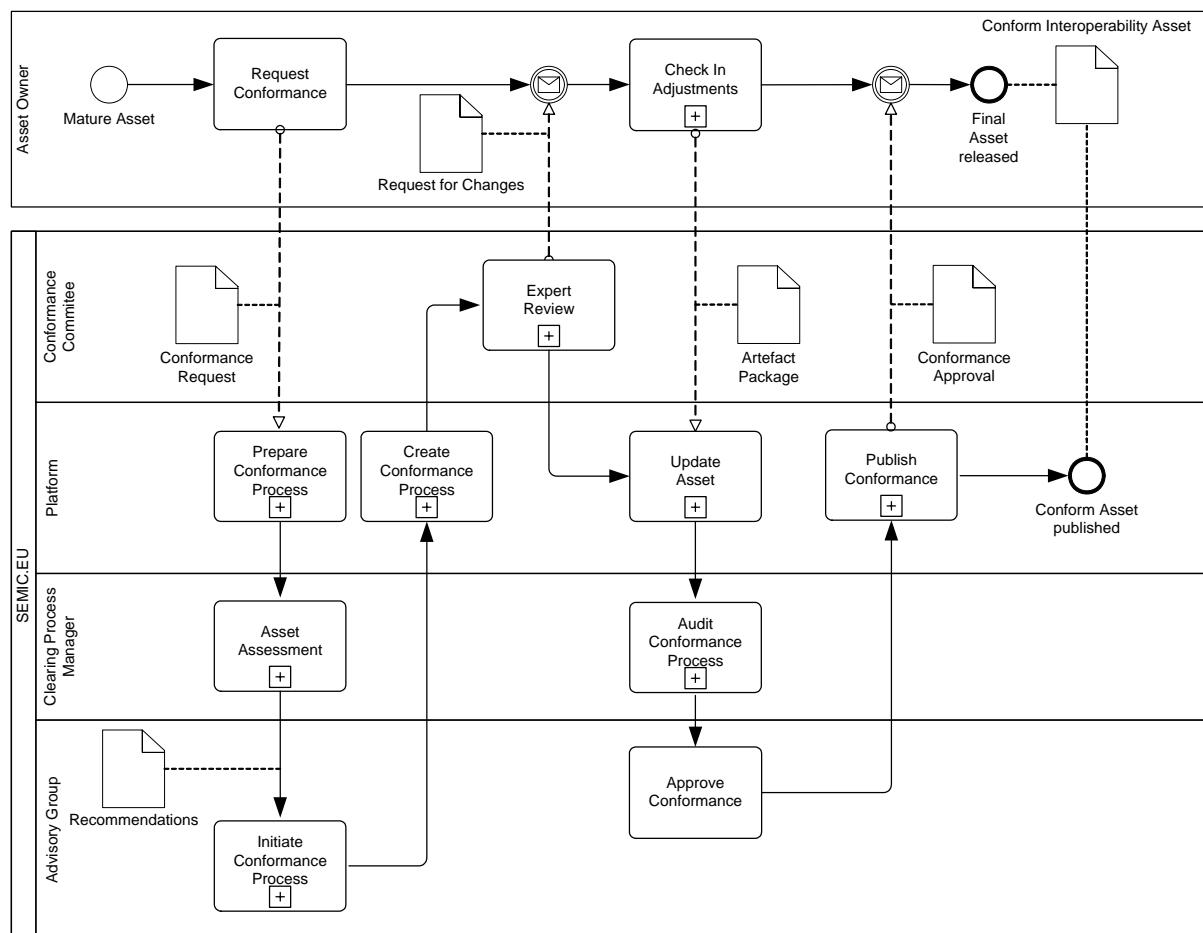 Conform Interoperability Asset
Asset Owner
Mature Asset
Request
Conformance
Request for Changes
Check In
Adjustments
+
Final
Asset
released
SEMIC.EU
Conformance
Commitee
Conformance
Request
Expert
Review
+
Artefact
Package
Conformance
Approval
Platform
Prepare
Conformance
Process
+
Create
Conformance
Process
+
Update
Asset
+
Publish
Conformance
+
Conform Asset
published
Clearing Process
Manager
Asset
Assessment
+
Audit
Conformance
Process
+
Advisory Group
Recommendations
Initiate
Conformance
Process
+
Approve
Conformance